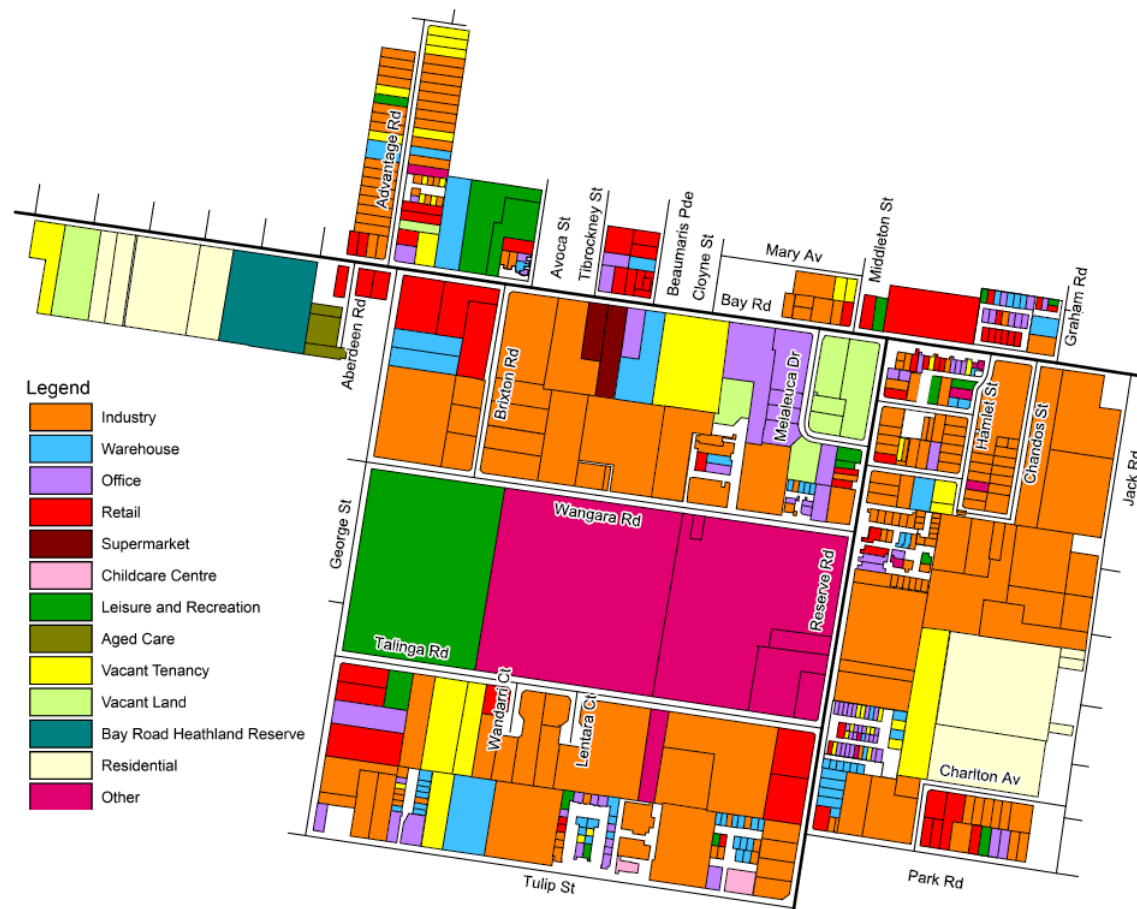 Advantage Rd
Avoca St
Tibrockney St
Beaumaris Pde
Cloyne St
Mary Av
Middleton St
Bay Rd
Graham Rd
Aberdeen Rd
Brixton Rd
Melaleuca Dr
Hamlet St
Chandos St
Jack Rd
George St
Wangara Rd
Reserve Rd
Talinga Rd
Wandarri Ct
Lentara Ct
Charlton Av
Tulip St
Park Rd
Legend
Industry
Warehouse
Office
Retail
Supermarket
Childcare Centre
Leisure and Recreation
Aged Care
Vacant Tenancy
Vacant Land
Bay Road Heathland Reserve
Residential
Other